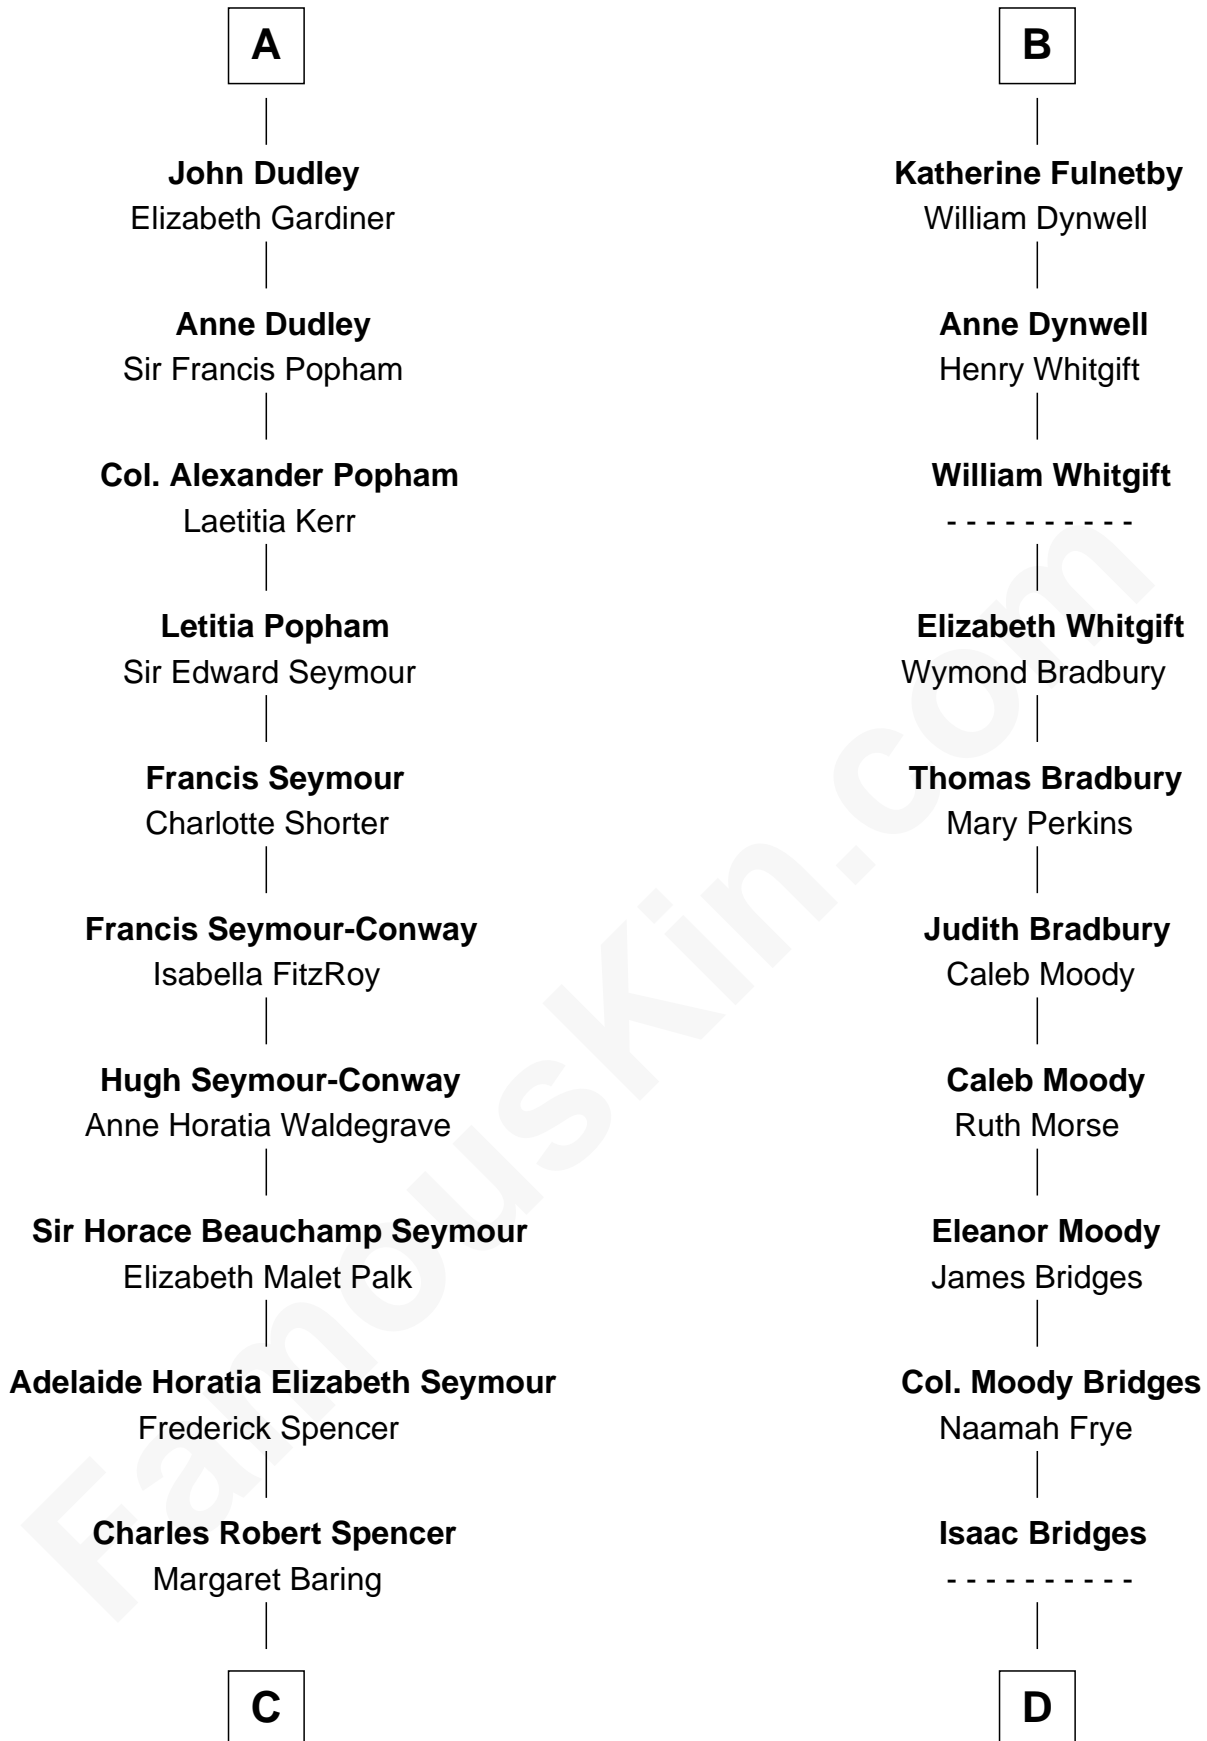 A
John Dudley
Elizabeth Gardiner
Anne Dudley
Sir Francis Popham
Col. Alexander Popham
Laetitia Kerr
Letitia Popham
Sir Edward Seymour
Francis Seymour
Charlotte Shorter
Francis Seymour-Conway
Isabella FitzRoy
Hugh Seymour-Conway
Anne Horatia Waldegrave
Sir Horace Beauchamp Seymour
Elizabeth Malet Palk
Adelaide Horatia Elizabeth Seymour
Frederick Spencer
Charles Robert Spencer
Margaret Baring
C
B
Katherine Fulnetby
William Dynwell
Anne Dynwell
Henry Whitgift
William Whitgift
- - - - - - - - - -
Elizabeth Whitgift
Wymond Bradbury
Thomas Bradbury
Mary Perkins
Judith Bradbury
Caleb Moody
Caleb Moody
Ruth Morse
Eleanor Moody
James Bridges
Col. Moody Bridges
Naamah Frye
Isaac Bridges
- - - - - - - - - -
D
FamousKin.com